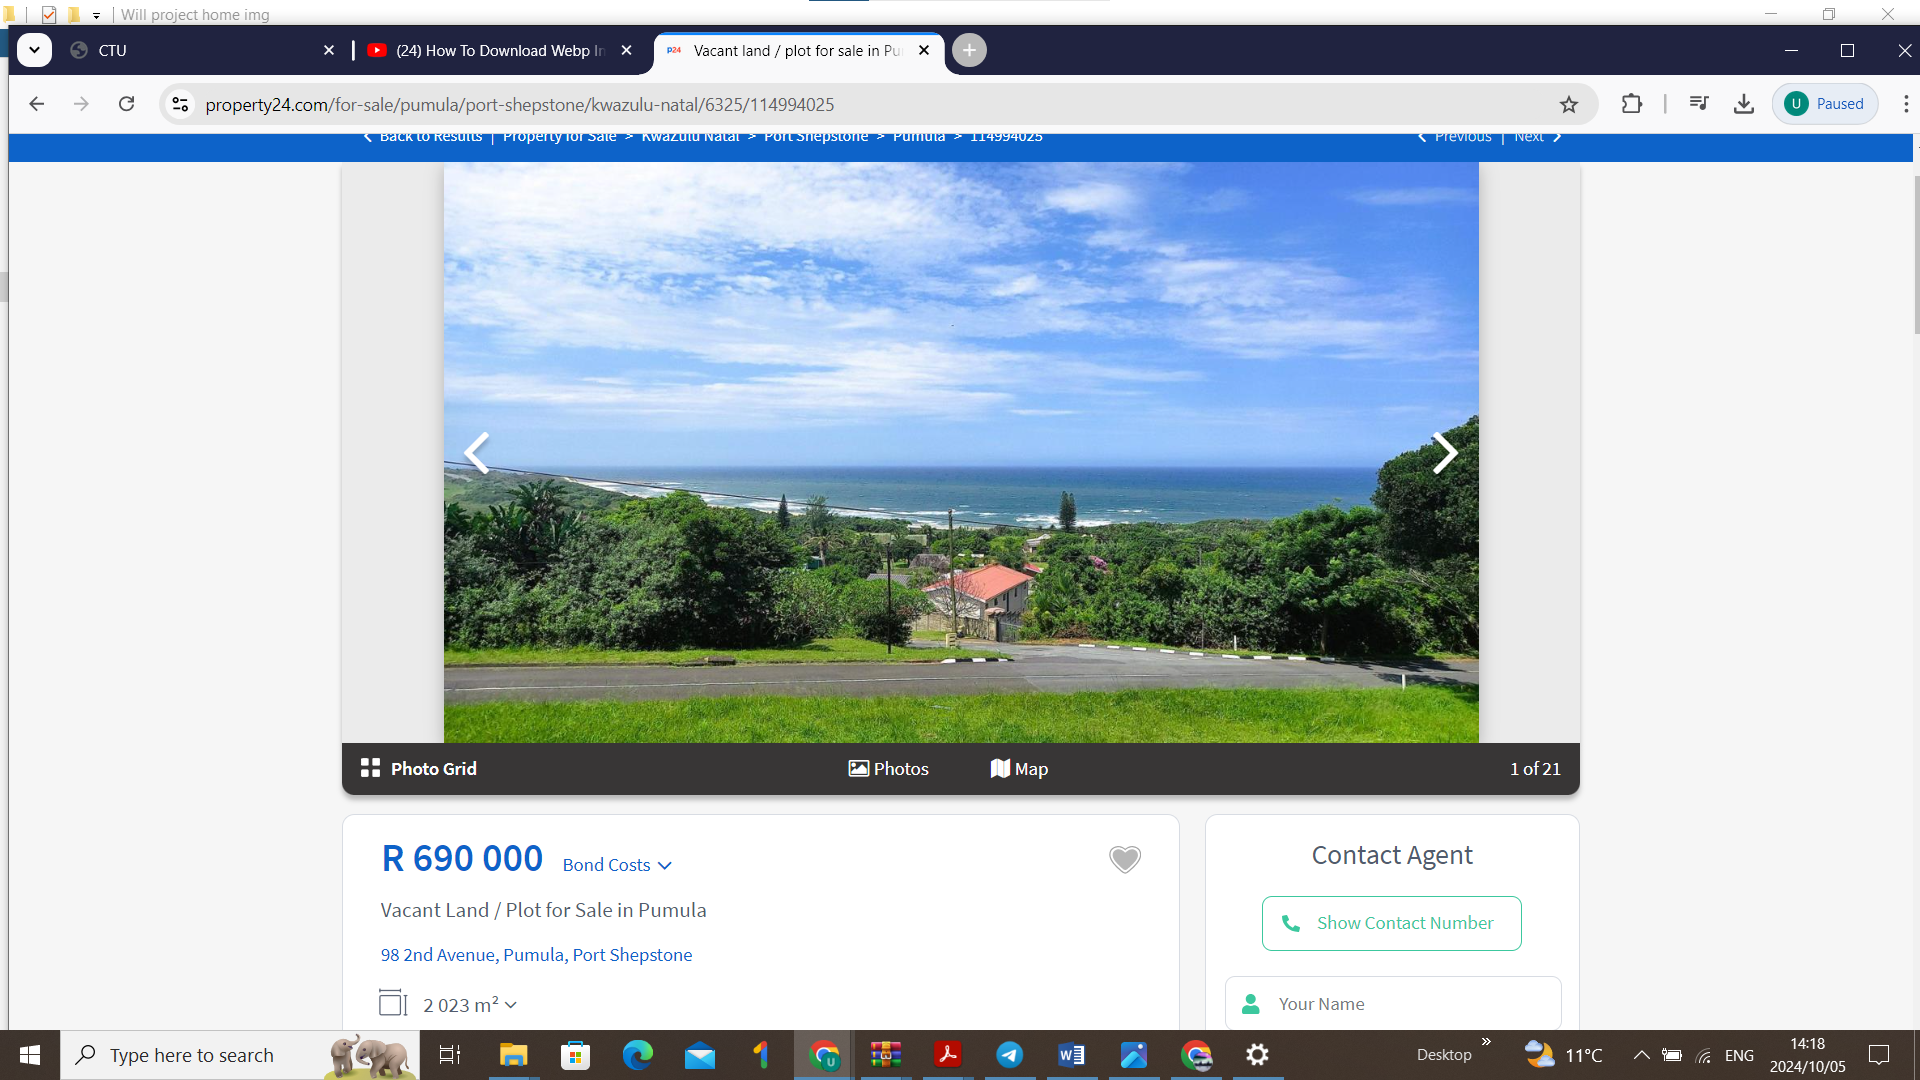 Will project home img
CTU
(24) How To Download Webp In
P24 Vacant land / plot for sale in Pu
property24.com/for-sale/pumula/port-shepstone/kwazulu-natal/6325/114994025
U Paused
Back to Results | Property for Sale > KwaZulu Natal > Port Shepstone > Pumula > 114994025
Previous | Next
Photo Grid
Photos
Map
1 of 21
R 690 000
Bond Costs
Vacant Land / Plot for Sale in Pumula
98 2nd Avenue, Pumula, Port Shepstone
2 023 m²
Contact Agent
Show Contact Number
Your Name
Type here to search
Desktop
11°C
ENG
14:18
2024/10/05